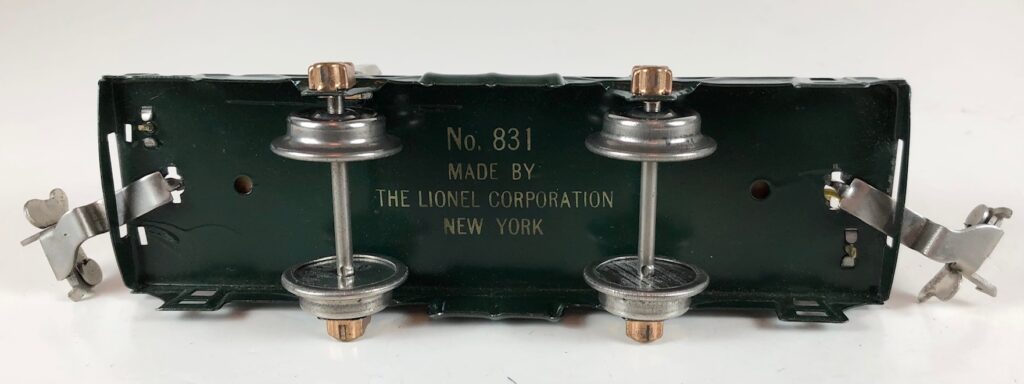 No. 831
MADE BY
THE LIONEL CORPORATION
NEW YORK